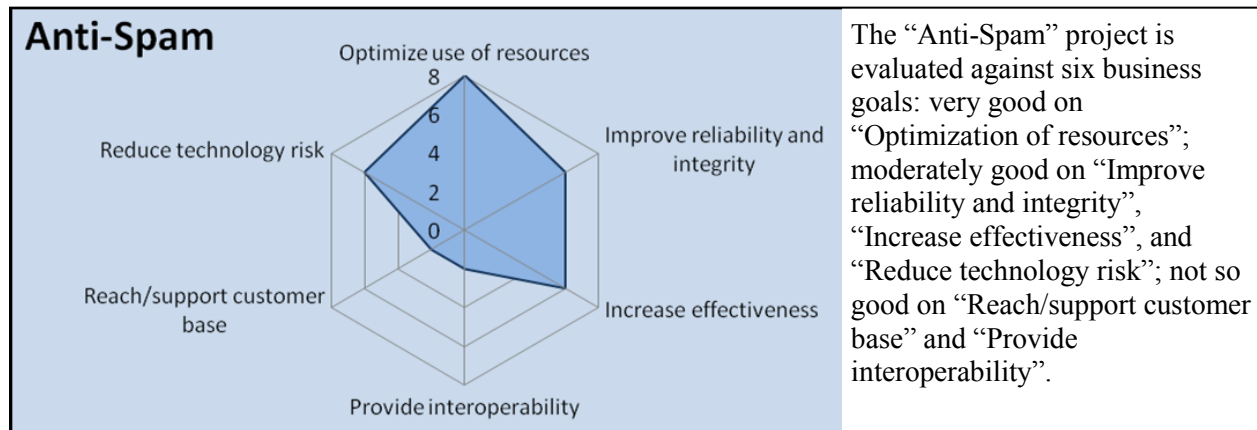 Anti-Spam
Optimize use of resources
8
6
4
2
0
Improve reliability and
integrity
Increase effectiveness
Provide interoperability
Reach/support customer
base
Reduce technology risk
The “Anti-Spam” project is
evaluated against six business
goals: very good on
“Optimization of resources”;
moderately good on “Improve
reliability and integrity”,
“Increase effectiveness”, and
“Reduce technology risk”; not so
good on “Reach/support customer
base” and “Provide
interoperability”.